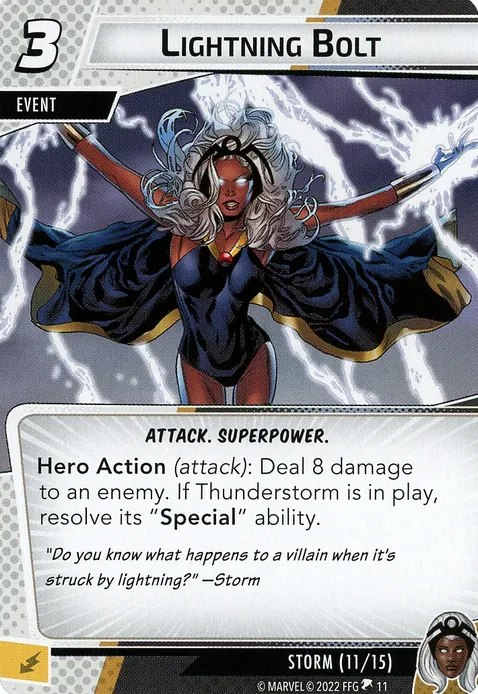 3
LIGHTNING BOLT
EVENT
ATTACK. SUPERPOWER.
Hero Action (attack): Deal 8 damage
to an enemy. If Thunderstorm is in play,
resolve its “Special” ability.
"Do you know what happens to a villain when it's
struck by lightning?" —Storm
STORM (11/15)
© MARVEL © 2022 FFG 11